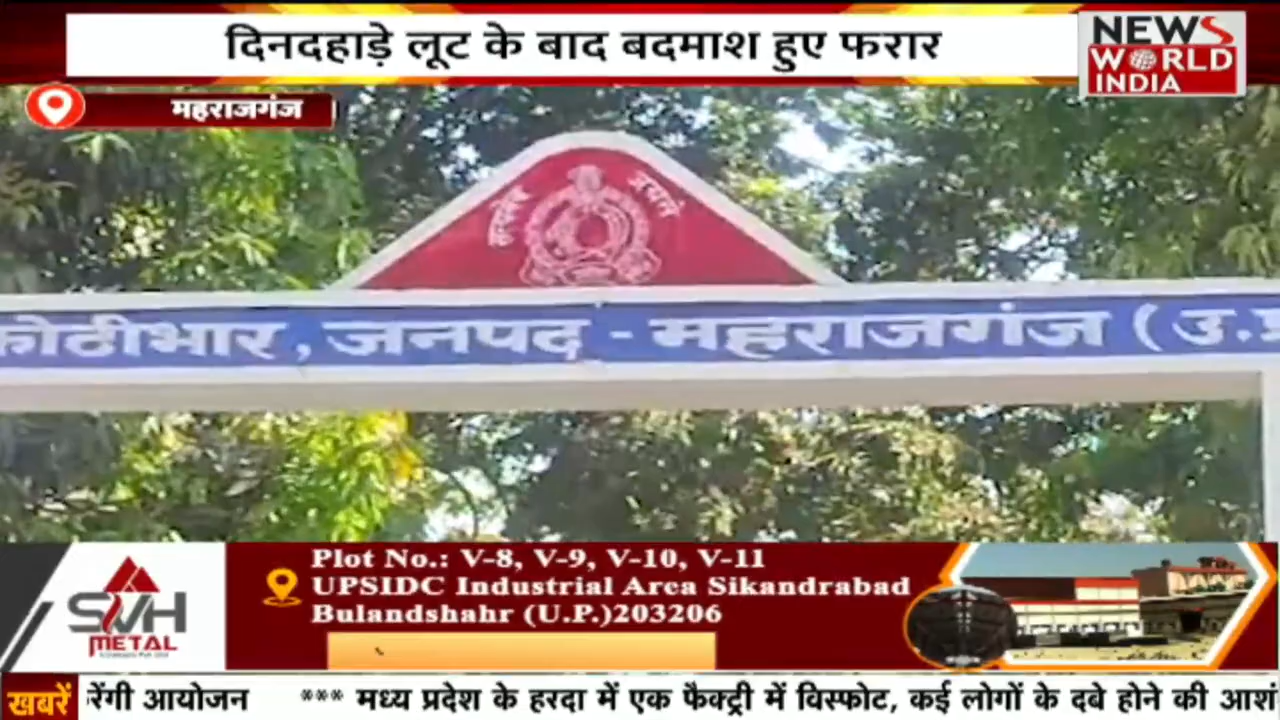 दिनदहाड़े लूट के बाद बदमाश हुए फरार
NEWS
WORLD
INDIA
महराजगंज
कोठीभार, जनपद - महराजगंज (उ.प्र
SVH
METAL
Plot No.: V-8, V-9, V-10, V-11
UPSIDC Industrial Area Sikandrabad
Bulandshahr (U.P.)203206
खबरें
रेंगी आयोजन *** मध्य प्रदेश के हरदा में एक फैक्ट्री में विस्फोट, कई लोगों के दबे होने की आशं